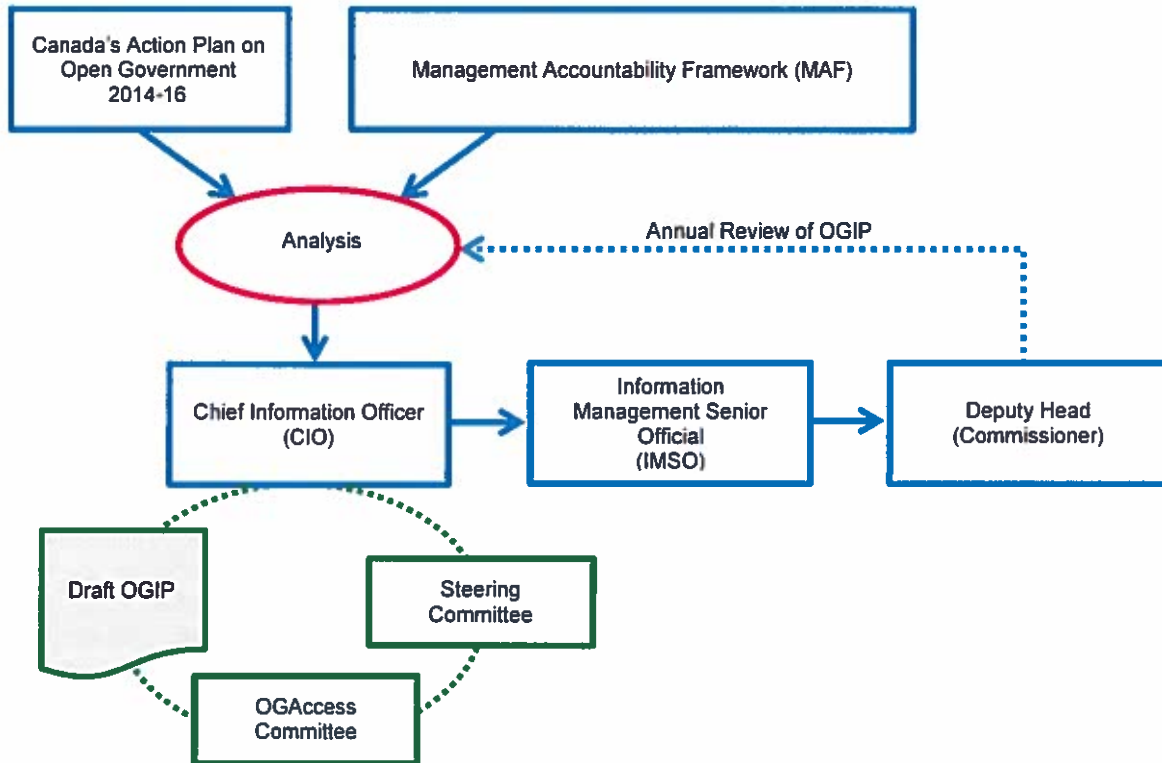 Canada's Action Plan on
Open Government
2014-16
Management Accountability Framework (MAF)
Analysis
Annual Review of OGIP
Chief Information Officer
(CIO)
Information
Management Senior
Official
(IMSO)
Deputy Head
(Commissioner)
Draft OGIP
Steering
Committee
OGAccess
Committee